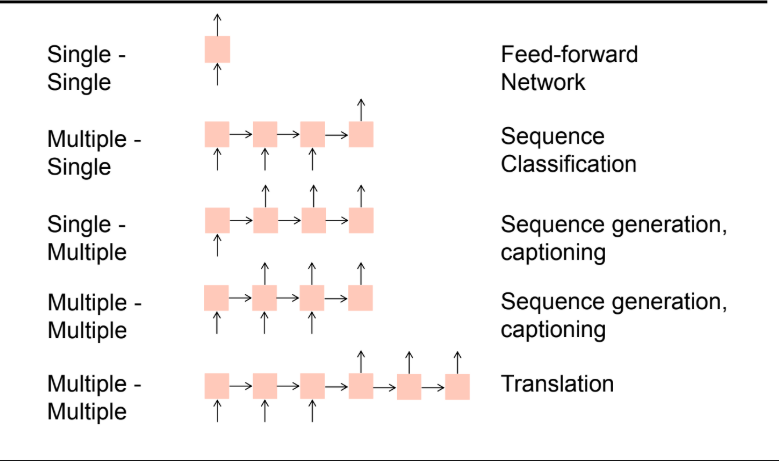 Single -
Single
Feed-forward
Network
Multiple -
Single
Sequence
Classification
Single -
Multiple
Sequence generation,
captioning
Multiple -
Multiple
Sequence generation,
captioning
Multiple -
Multiple
Translation